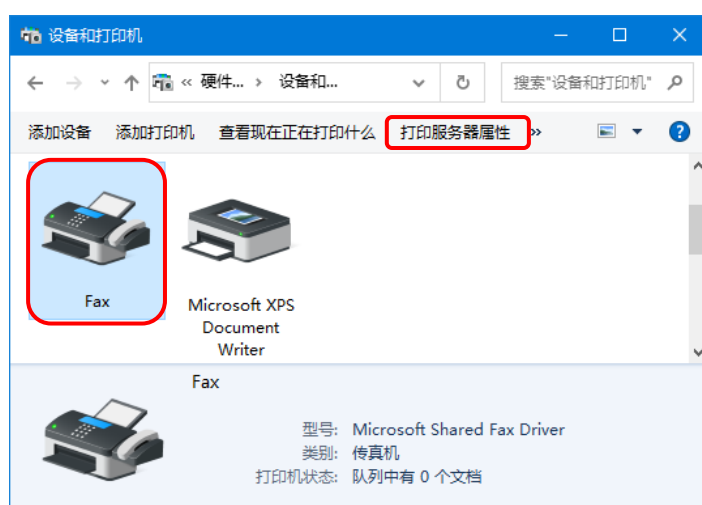 设备和打印机
« 硬件... › 设备和...
搜索"设备和打印机"
添加设备 添加打印机 查看现在正在打印什么 打印服务器属性 »
Fax
Microsoft XPS
Document
Writer
Fax
型号: Microsoft Shared Fax Driver
类别: 传真机
打印机状态: 队列中有 0 个文档